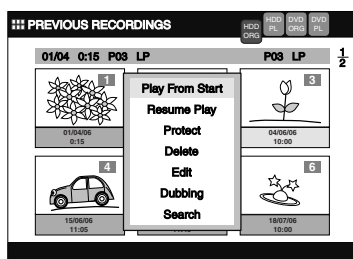 PREVIOUS RECORDINGS
HDD ORG
HDD PL
DVD ORG
DVD PL
01/04 0:15 P03 LP P03 LP
1/2
1
01/04/06
0:15
Play From Start
Resume Play
Protect
Delete
Edit
Dubbing
Search
3
04/06/06
10:00
4
15/06/06
11:05
6
18/07/06
10:00